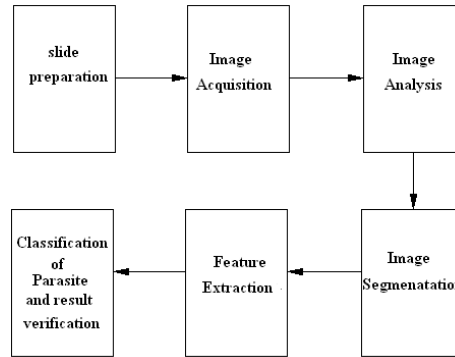 slide
preparation
Image
Acquisition
Image
Analysis
Image
Segmenatation
Feature
Extraction
Classification
of
Parasite
and result
verification